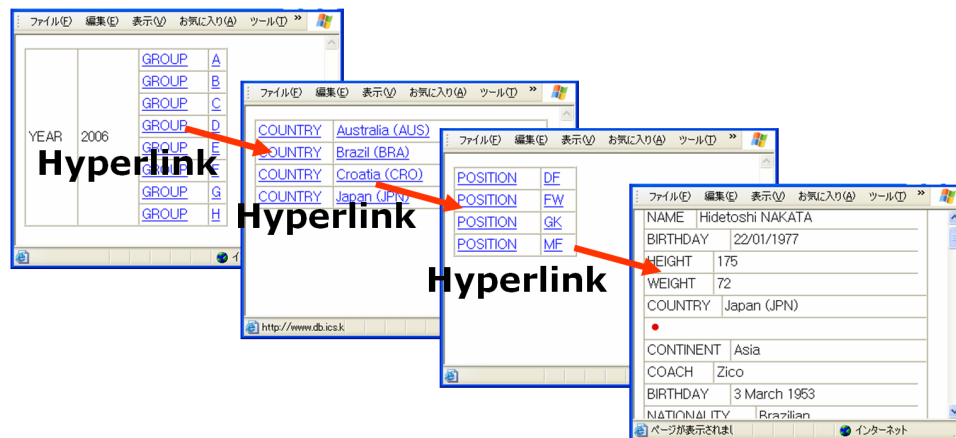 ファイル(F) 編集(E) 表示(V) お気に入り(A) ツール(T) »
YEAR 2006
GROUP A
GROUP B
GROUP C
GROUP D
GROUP E
GROUP F
GROUP G
GROUP H
Hyperlink
ファイル(F) 編集(E) 表示(V) お気に入り(A) ツール(T) »
COUNTRY Australia (AUS)
COUNTRY Brazil (BRA)
COUNTRY Croatia (CRO)
COUNTRY Japan (JPN)
Hyperlink
http://www.db.ics.k
ファイル(F) 編集(E) 表示(V) お気に入り(A) ツール(T) »
POSITION DF
POSITION FW
POSITION GK
POSITION MF
Hyperlink
ファイル(F) 編集(E) 表示(V) お気に入り(A) ツール(T) »
NAME Hidetoshi NAKATA
BIRTHDAY 22/01/1977
HEIGHT 175
WEIGHT 72
COUNTRY Japan (JPN)
CONTINENT Asia
COACH Zico
BIRTHDAY 3 March 1953
NATIONALITY Brazilian
ページが表示されまし インターネット